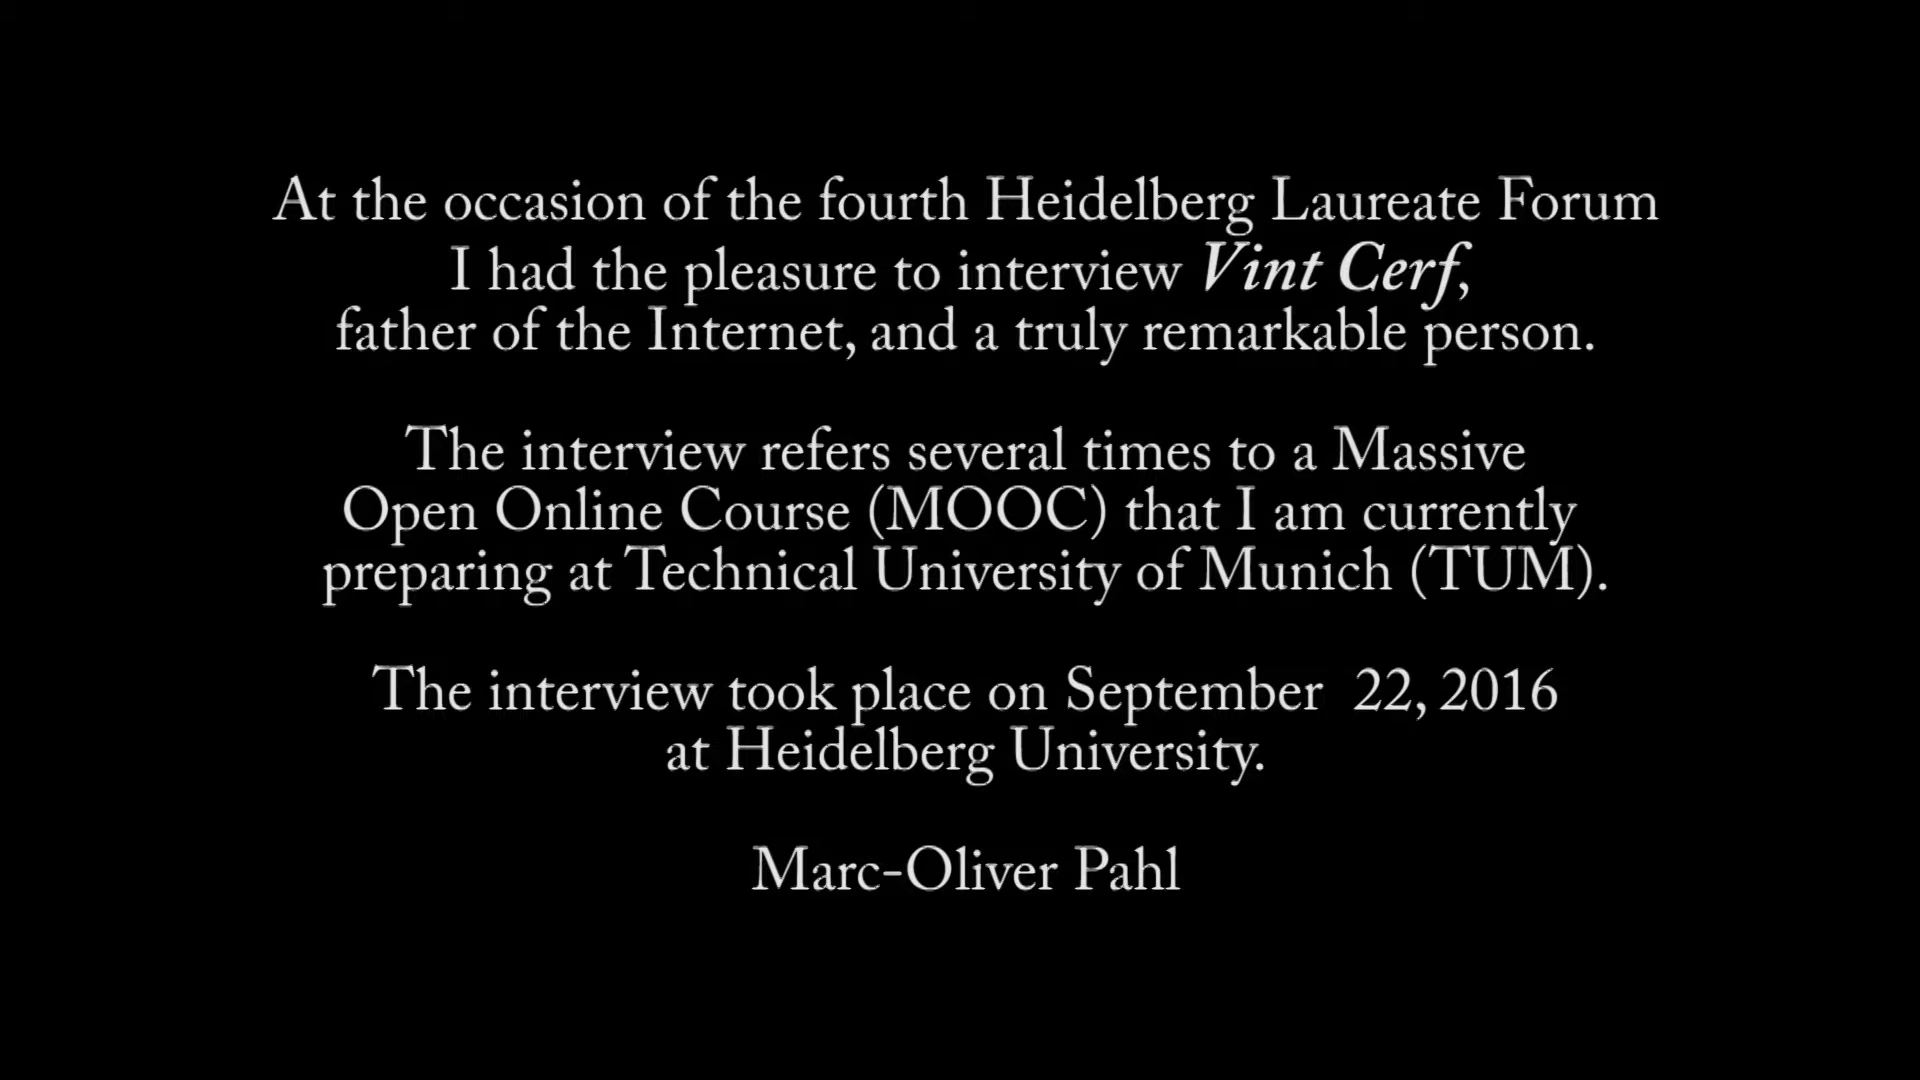 At the occasion of the fourth Heidelberg Laureate Forum
I had the pleasure to interview Vint Cerf,
father of the Internet, and a truly remarkable person.
The interview refers several times to a Massive
Open Online Course (MOOC) that I am currently
preparing at Technical University of Munich (TUM).
The interview took place on September  22, 2016
at Heidelberg University.
Marc-Oliver Pahl